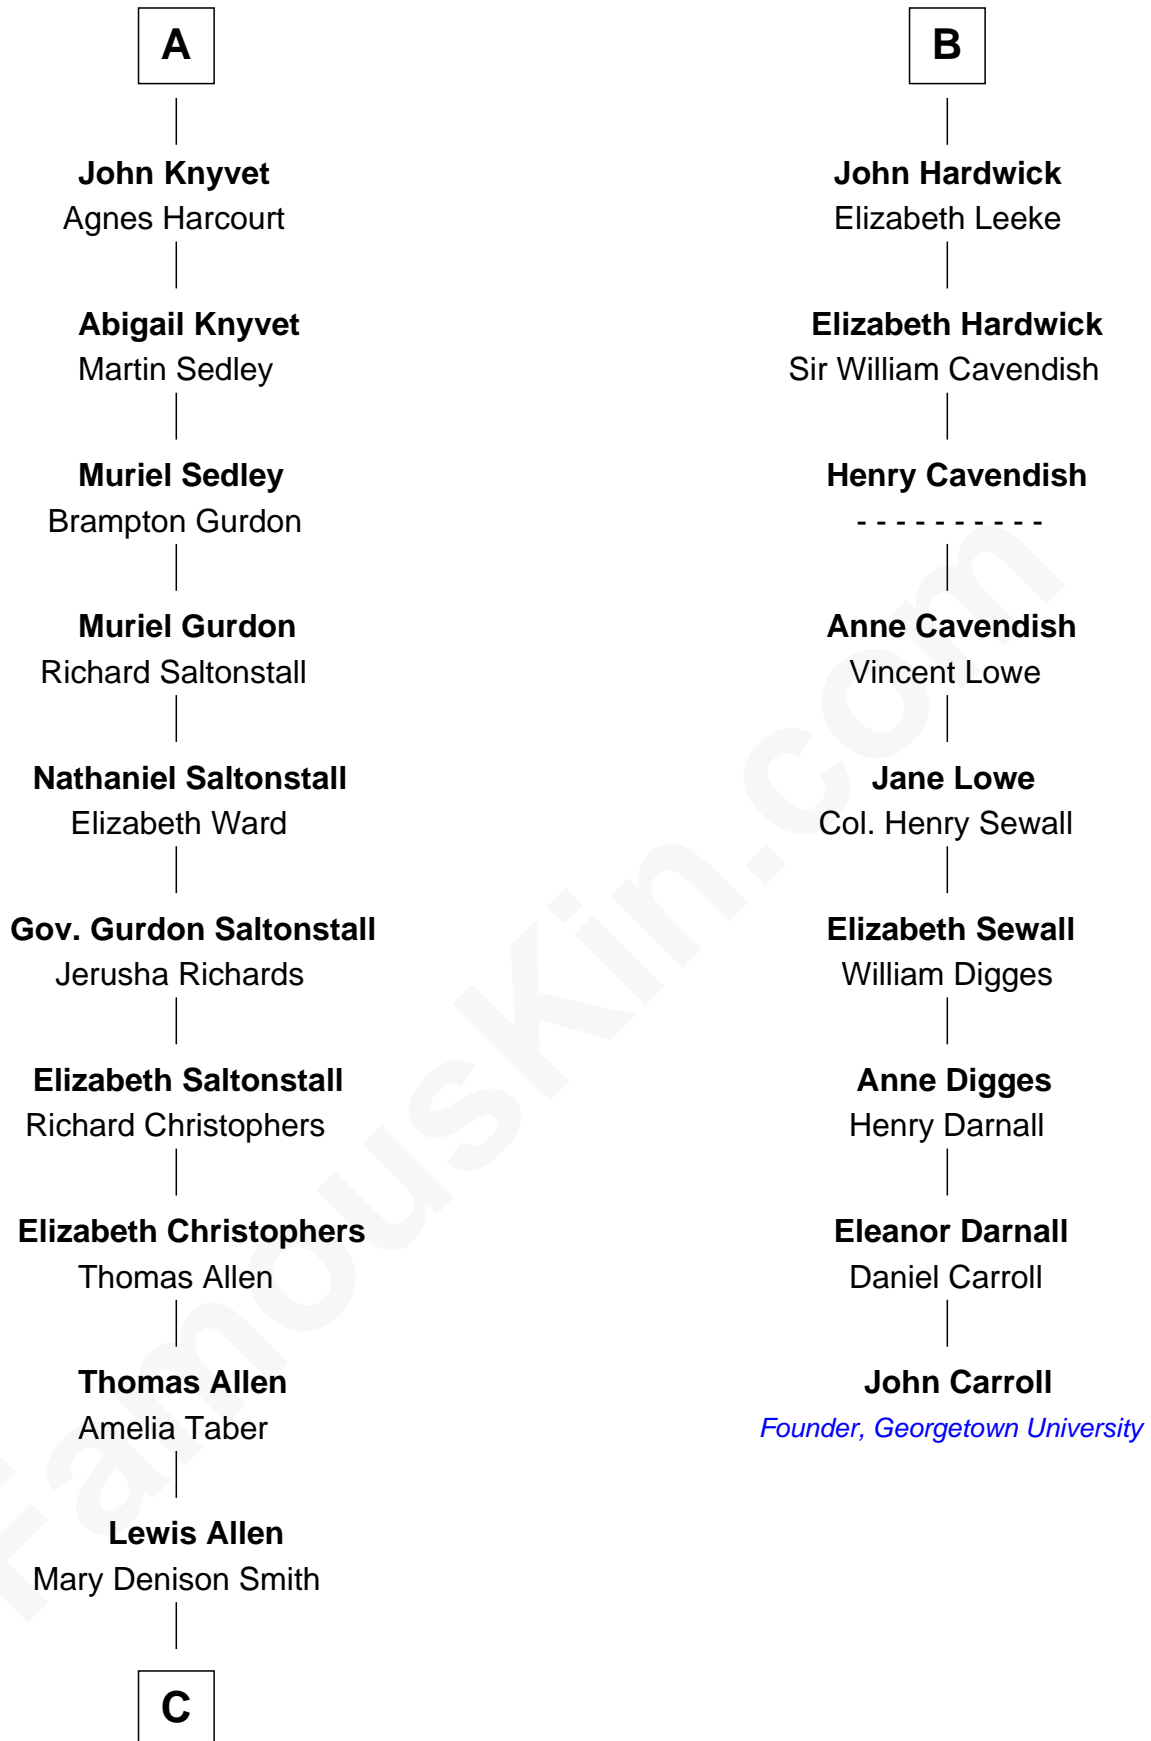 A
John Knyvet
Agnes Harcourt
Abigail Knyvet
Martin Sedley
Muriel Sedley
Brampton Gurdon
Muriel Gurdon
Richard Saltonstall
Nathaniel Saltonstall
Elizabeth Ward
Gov. Gurdon Saltonstall
Jerusha Richards
Elizabeth Saltonstall
Richard Christophers
Elizabeth Christophers
Thomas Allen
Thomas Allen
Amelia Taber
Lewis Allen
Mary Denison Smith
C
B
John Hardwick
Elizabeth Leeke
Elizabeth Hardwick
Sir William Cavendish
Henry Cavendish
- - - - - - - - - -
Anne Cavendish
Vincent Lowe
Jane Lowe
Col. Henry Sewall
Elizabeth Sewall
William Digges
Anne Digges
Henry Darnall
Eleanor Darnall
Daniel Carroll
John Carroll
Founder, Georgetown University
FamousKin.com